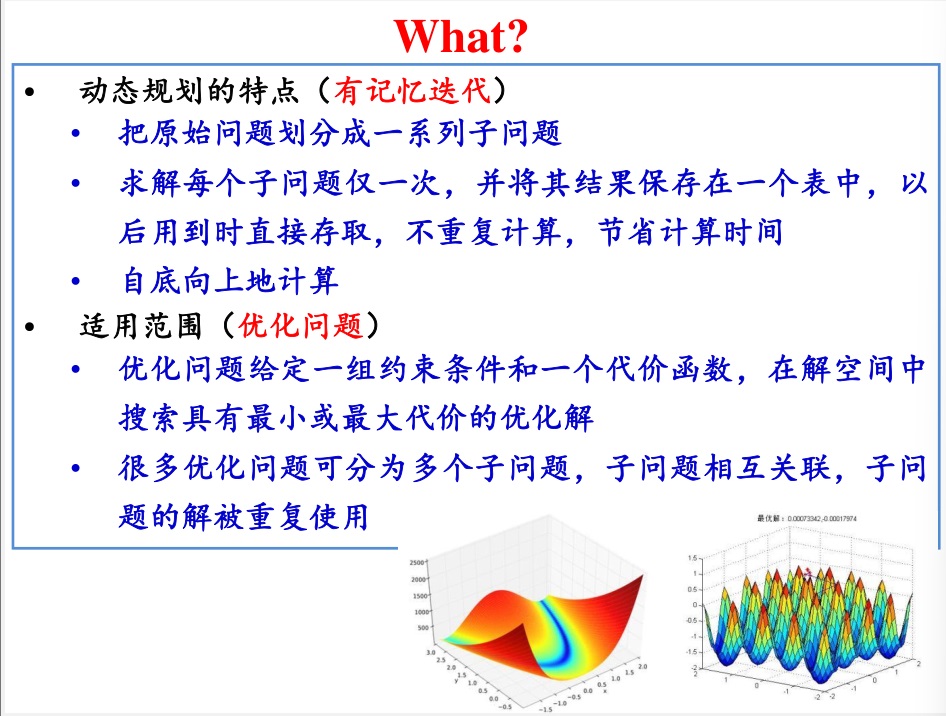 What?
• 动态规划的特点（有记忆迭代）
• 把原始问题划分成一系列子问题
• 求解每个子问题仅一次，并将其结果保存在一个表中，以
后用到时直接存取，不重复计算，节省计算时间
• 自底向上地计算
• 适用范围（优化问题）
• 优化问题给定一组约束条件和一个代价函数，在解空间中
搜索具有最小或最大代价的优化解
• 很多优化问题可分为多个子问题，子问题相互关联，子问
题的解被重复使用
最优解：0.00073342,-0.00017974
2500
2000
1500
1000
500
3.0
2.5
2.0
1.5
1.0
0.5
0.0
-0.5
y
-1.5
-1.0
-0.5
0.0
0.5
1.0
1.5
2.0
x
1.5
1
0.5
0
-0.5
-1
-1.5
-2
2
1
0
-1
-2
-2
-1
0
1
2